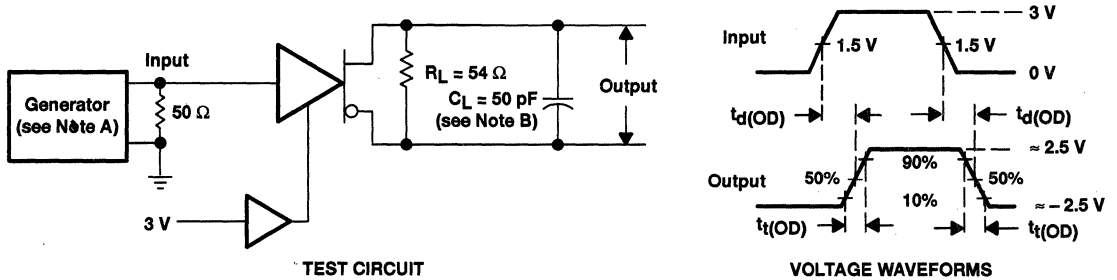 Input
Generator
(see Note A)
50 Ω
3 V
R_L = 54 Ω
C_L = 50 pF
(see Note B)
Output
TEST CIRCUIT
Input
3 V
1.5 V
1.5 V
0 V
t_d(OD)
t_d(OD)
Output
≈ 2.5 V
50%
90%
50%
10%
≈ – 2.5 V
t_t(OD)
t_t(OD)
VOLTAGE WAVEFORMS